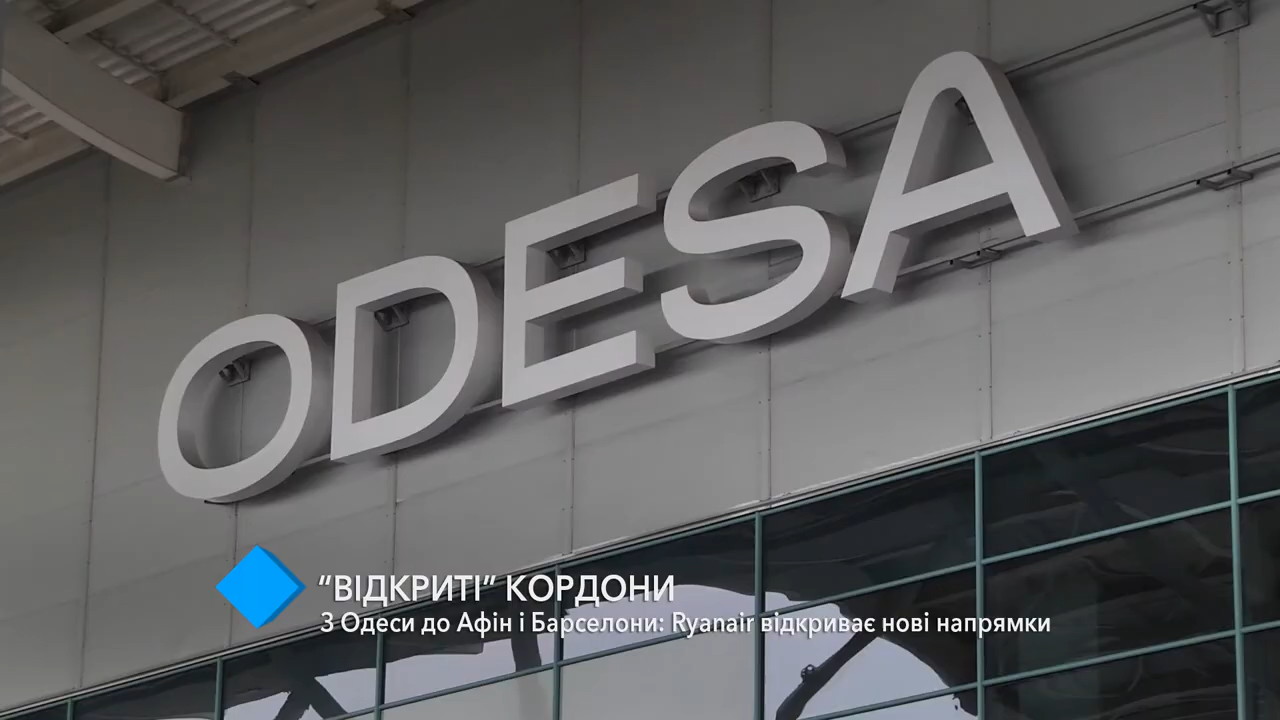 ODESA
“ВІДКРИТІ” КОРДОНИ
З Одеси до Афін і Барселони: Ryanair відкриває нові напрямки